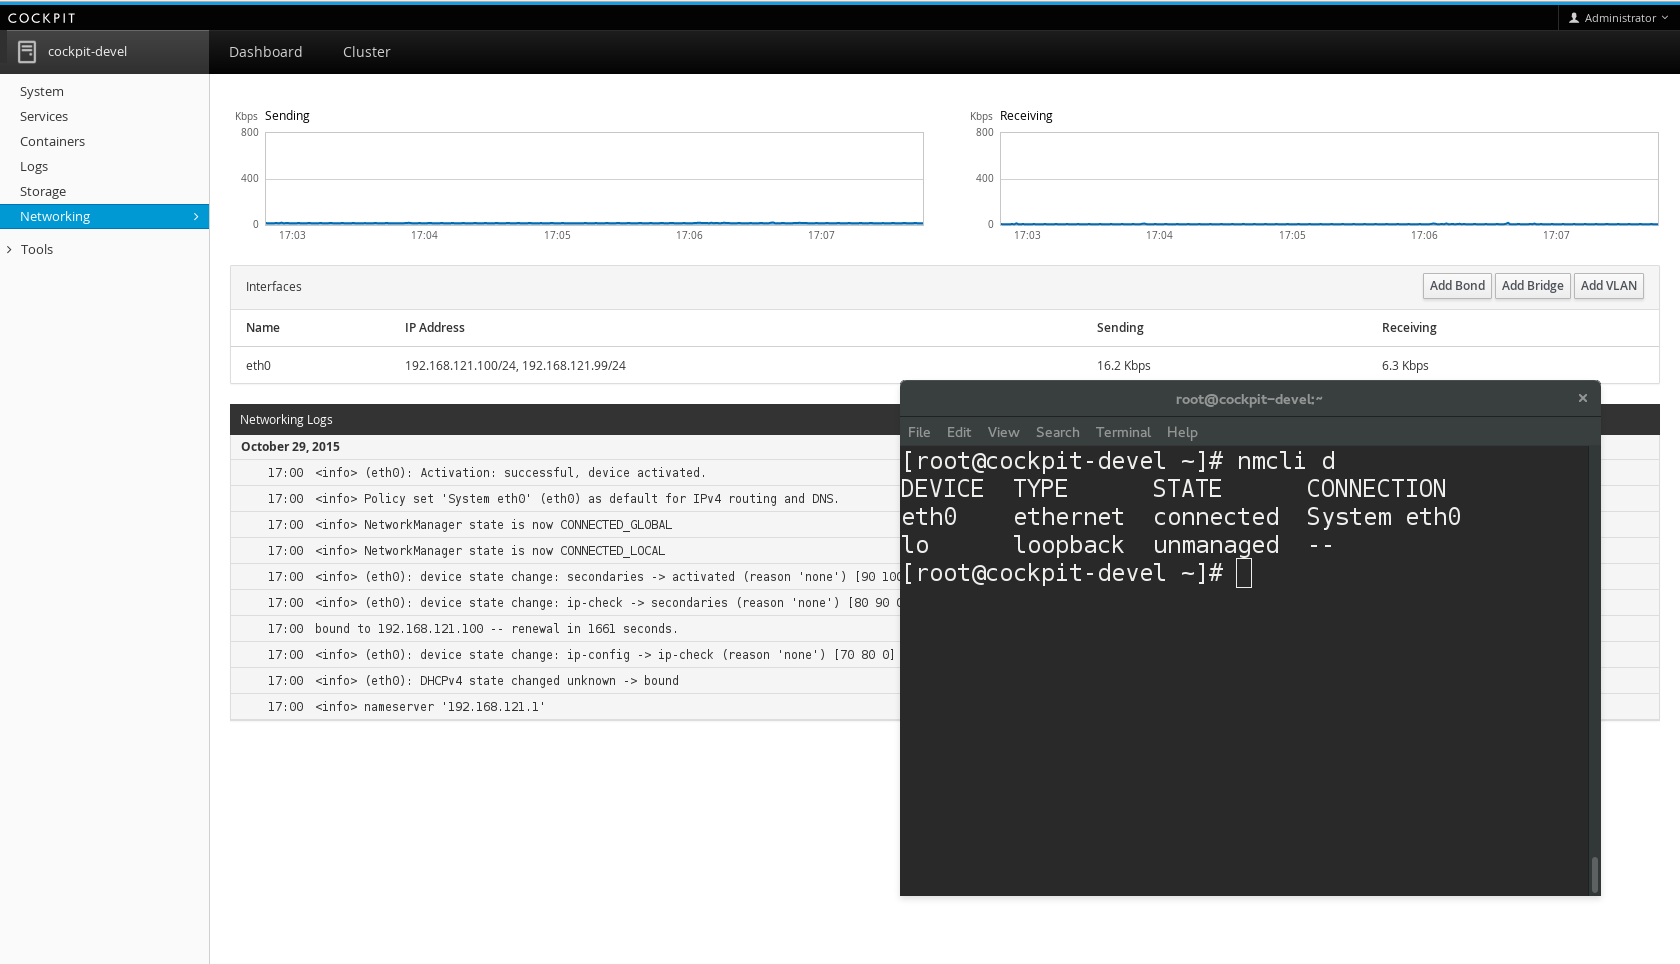 COCKPIT
Administrator
cockpit-devel
Dashboard
Cluster
System
Services
Containers
Logs
Storage
Networking
Tools
Kbps Sending
800
400
0
17:03 17:04 17:05 17:06 17:07
Kbps Receiving
800
400
0
17:03 17:04 17:05 17:06 17:07
Interfaces
Add Bond Add Bridge Add VLAN
Name IP Address Sending Receiving
eth0 192.168.121.100/24, 192.168.121.99/24 16.2 Kbps 6.3 Kbps
Networking Logs
October 29, 2015
17:00 <info> (eth0): Activation: successful, device activated.
17:00 <info> Policy set 'System eth0' (eth0) as default for IPv4 routing and DNS.
17:00 <info> NetworkManager state is now CONNECTED_GLOBAL
17:00 <info> NetworkManager state is now CONNECTED_LOCAL
17:00 <info> (eth0): device state change: secondaries -> activated (reason 'none') [90 100
17:00 <info> (eth0): device state change: ip-check -> secondaries (reason 'none') [80 90
17:00 bound to 192.168.121.100 -- renewal in 1661 seconds.
17:00 <info> (eth0): device state change: ip-config -> ip-check (reason 'none') [70 80 0]
17:00 <info> (eth0): DHCPv4 state changed unknown -> bound
17:00 <info> nameserver '192.168.121.1'
root@cockpit-devel:~
File Edit View Search Terminal Help
[root@cockpit-devel ~]# nmcli d
DEVICE TYPE STATE CONNECTION
eth0 ethernet connected System eth0
lo loopback unmanaged --
[root@cockpit-devel ~]#